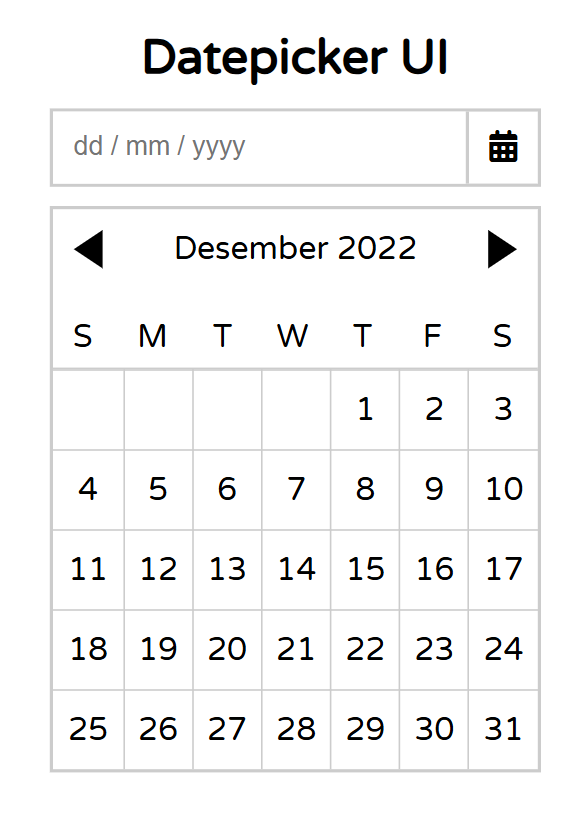 Datepicker UI
dd / mm / yyyy
Desember 2022
S M T W T F S
1 2 3
4 5 6 7 8 9 10
11 12 13 14 15 16 17
18 19 20 21 22 23 24
25 26 27 28 29 30 31